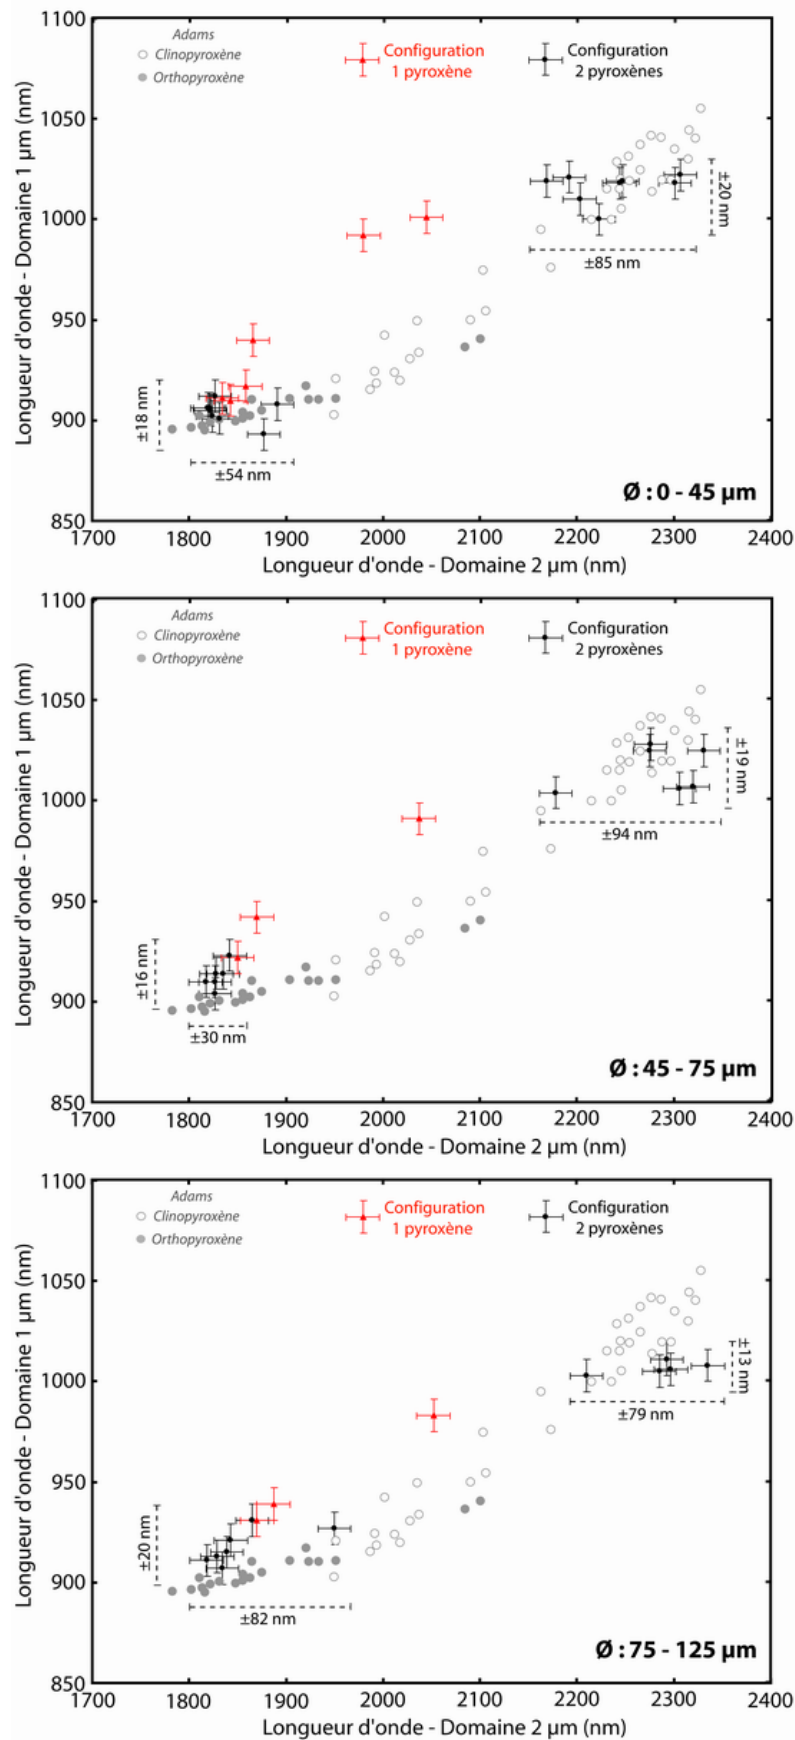 1100
1050
1000
950
900
850
Longueur d'onde - Domaine 1 µm (nm)
Adams
Clinopyroxène
Orthopyroxène
Configuration
1 pyroxène
Configuration
2 pyroxènes
±20 nm
±85 nm
±18 nm
±54 nm
Ø : 0 - 45 µm
1700 1800 1900 2000 2100 2200 2300 2400
Longueur d'onde - Domaine 2 µm (nm)
1100
1050
1000
950
900
850
Longueur d'onde - Domaine 1 µm (nm)
Adams
Clinopyroxène
Orthopyroxène
Configuration
1 pyroxène
Configuration
2 pyroxènes
±19 nm
±94 nm
±16 nm
±30 nm
Ø : 45 - 75 µm
1700 1800 1900 2000 2100 2200 2300 2400
Longueur d'onde - Domaine 2 µm (nm)
1100
1050
1000
950
900
850
Longueur d'onde - Domaine 1 µm (nm)
Adams
Clinopyroxène
Orthopyroxène
Configuration
1 pyroxène
Configuration
2 pyroxènes
±13 nm
±79 nm
±20 nm
±82 nm
Ø : 75 - 125 µm
1700 1800 1900 2000 2100 2200 2300 2400
Longueur d'onde - Domaine 2 µm (nm)